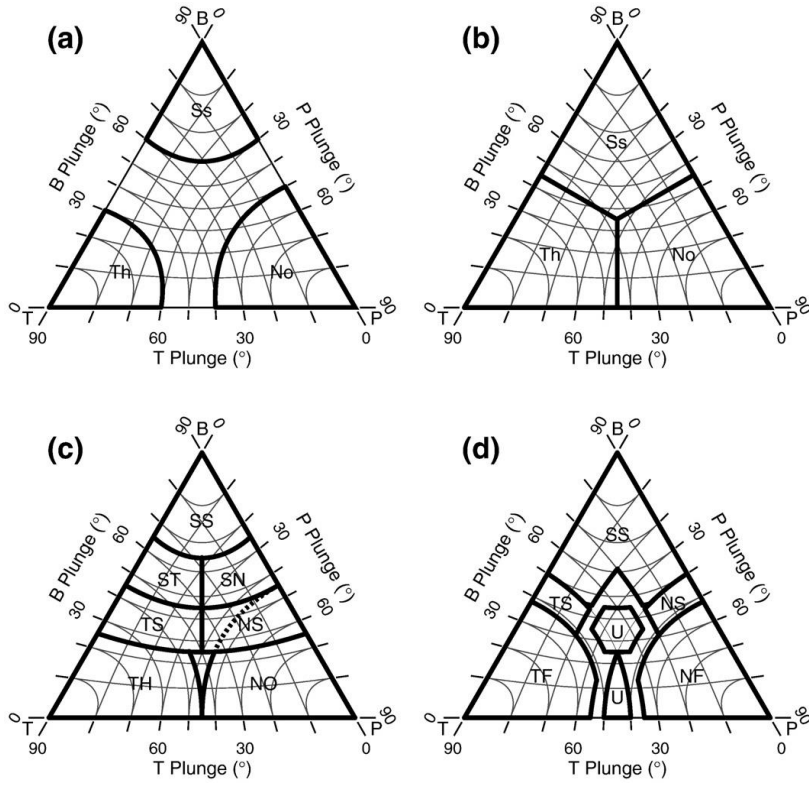 (a)
90 B 0
Ss
60
30
B Plunge (°)
P Plunge (°)
30
60
Th
No
0 T
P 90
90
60
30
0
T Plunge (°)
(b)
90 B 0
Ss
60
30
B Plunge (°)
P Plunge (°)
30
60
Th
No
0 T
P 90
90
60
30
0
T Plunge (°)
(c)
90 B 0
SS
60
30
B Plunge (°)
P Plunge (°)
ST
SN
30
60
TS
NS
TH
NO
0 T
P 90
90
60
30
0
T Plunge (°)
(d)
90 B 0
SS
60
30
B Plunge (°)
P Plunge (°)
TS
NS
30
60
U
TF
NF
U
0 T
P 90
90
60
30
0
T Plunge (°)